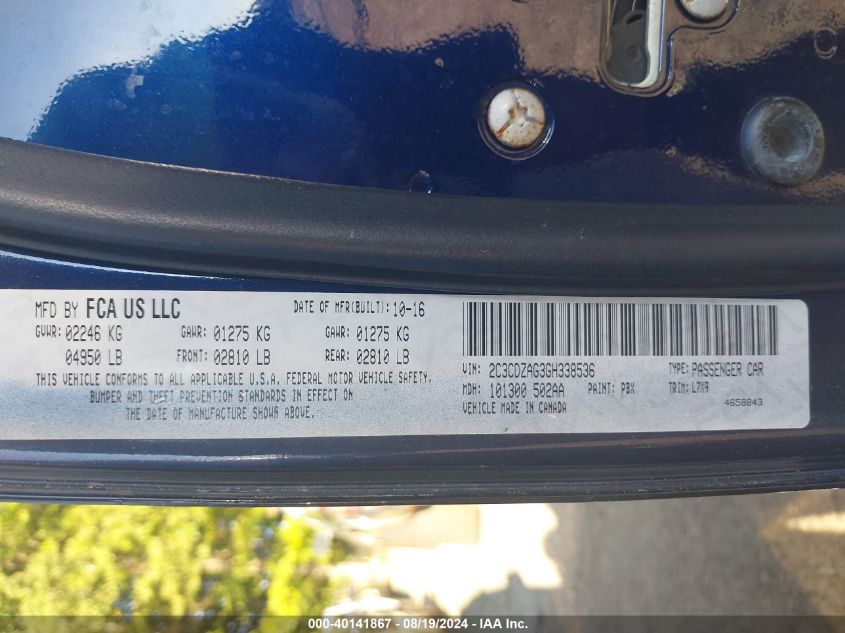 MFD BY FCA US LLC DATE OF MFR(BUILT): 10-16
GVWR: 02246 KG GAWR: 01275 KG GAWR: 01275 KG
04950 LB FRONT: 02810 LB REAR: 02810 LB
THIS VEHICLE CONFORMS TO ALL APPLICABLE U.S.A. FEDERAL MOTOR VEHICLE SAFETY,
BUMPER AND THEFT PREVENTION STANDARDS IN EFFECT ON
THE DATE OF MANUFACTURE SHOWN ABOVE.
VIN: 2C3CDZAG3GH338536 TYPE: PASSENGER CAR
MDH: 101300 502AA PAINT: PBX TRIM: L7X9
VEHICLE MADE IN CANADA 4658843
000-40141867 - 08/19/2024 - IAA Inc.